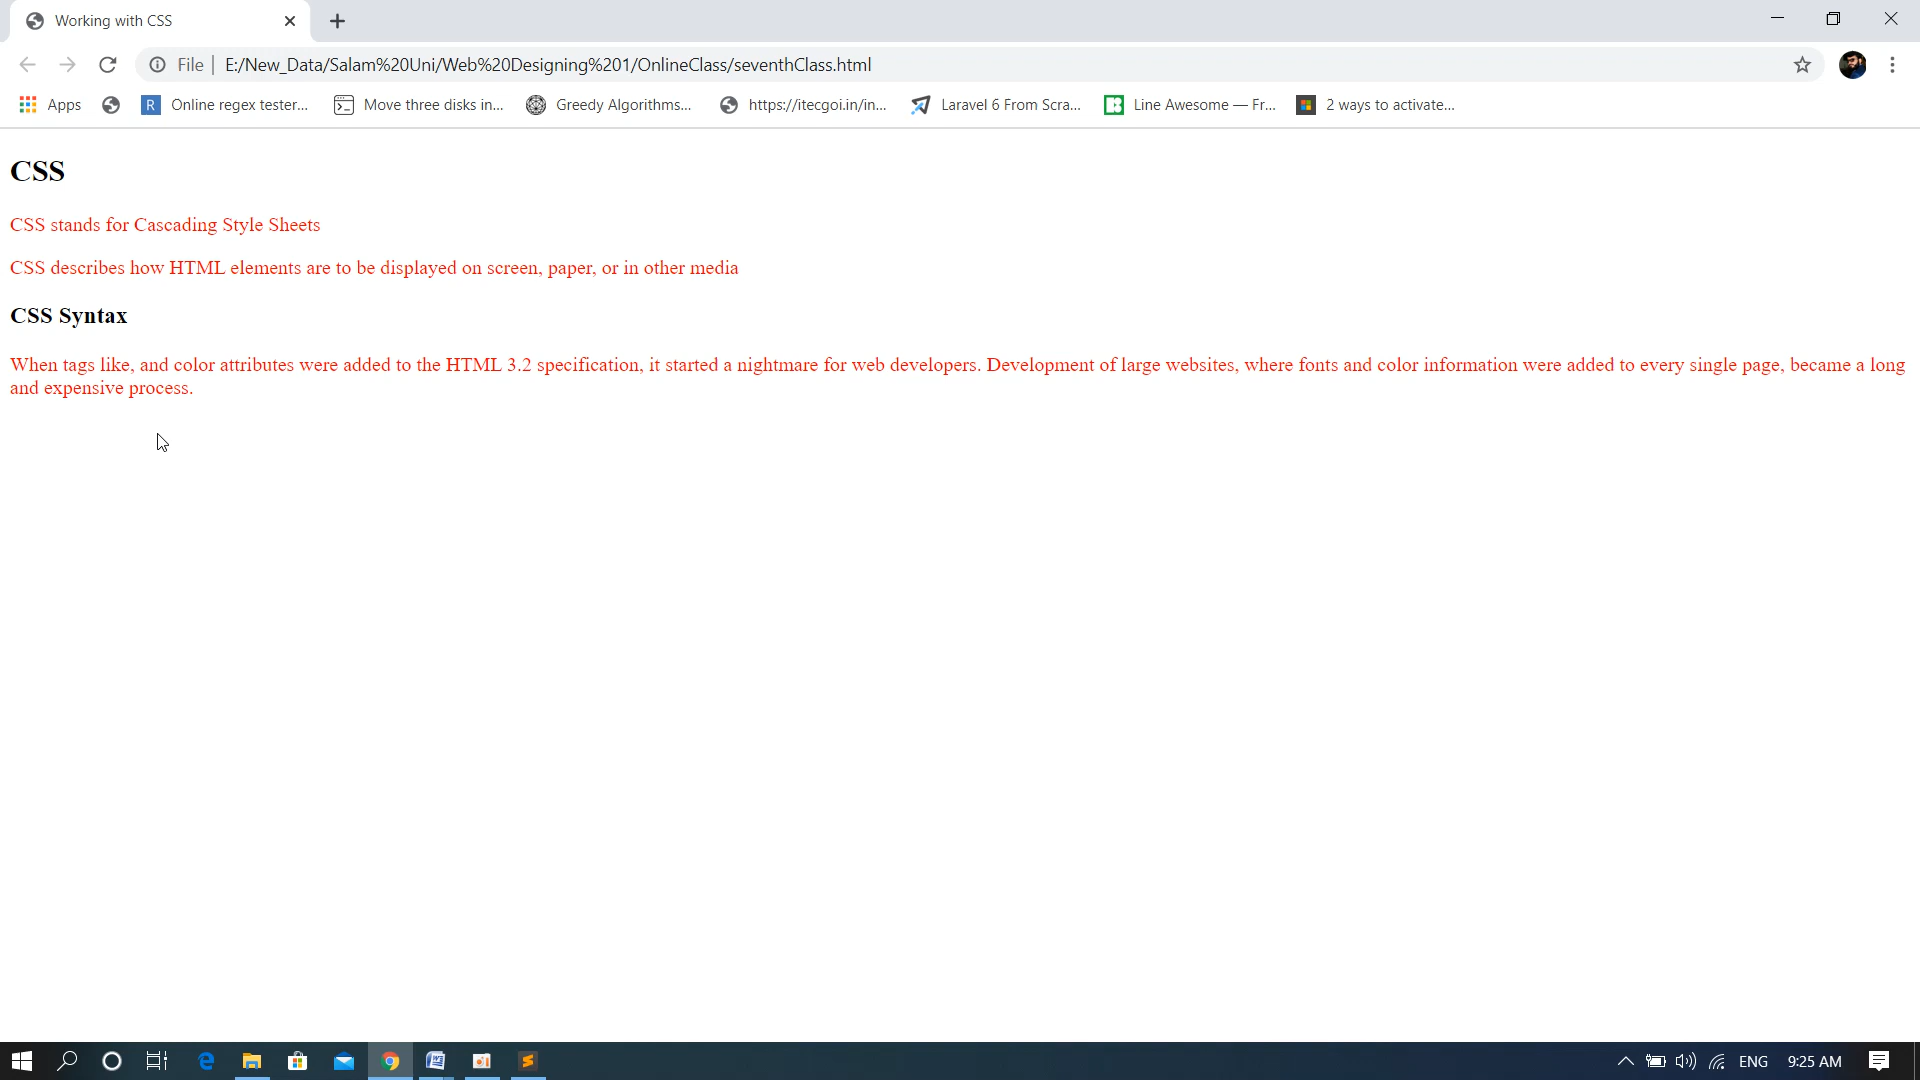 Working with CSS
File | E:/New_Data/Salam%20Uni/Web%20Designing%201/OnlineClass/seventhClass.html
Apps R Online regex tester... Move three disks in... Greedy Algorithms... https://itecgoi.in/in... Laravel 6 From Scra... Line Awesome — Fr... 2 ways to activate...
CSS
CSS stands for Cascading Style Sheets
CSS describes how HTML elements are to be displayed on screen, paper, or in other media
CSS Syntax
When tags like, and color attributes were added to the HTML 3.2 specification, it started a nightmare for web developers. Development of large websites, where fonts and color information were added to every single page, became a long
and expensive process.
ENG 9:25 AM